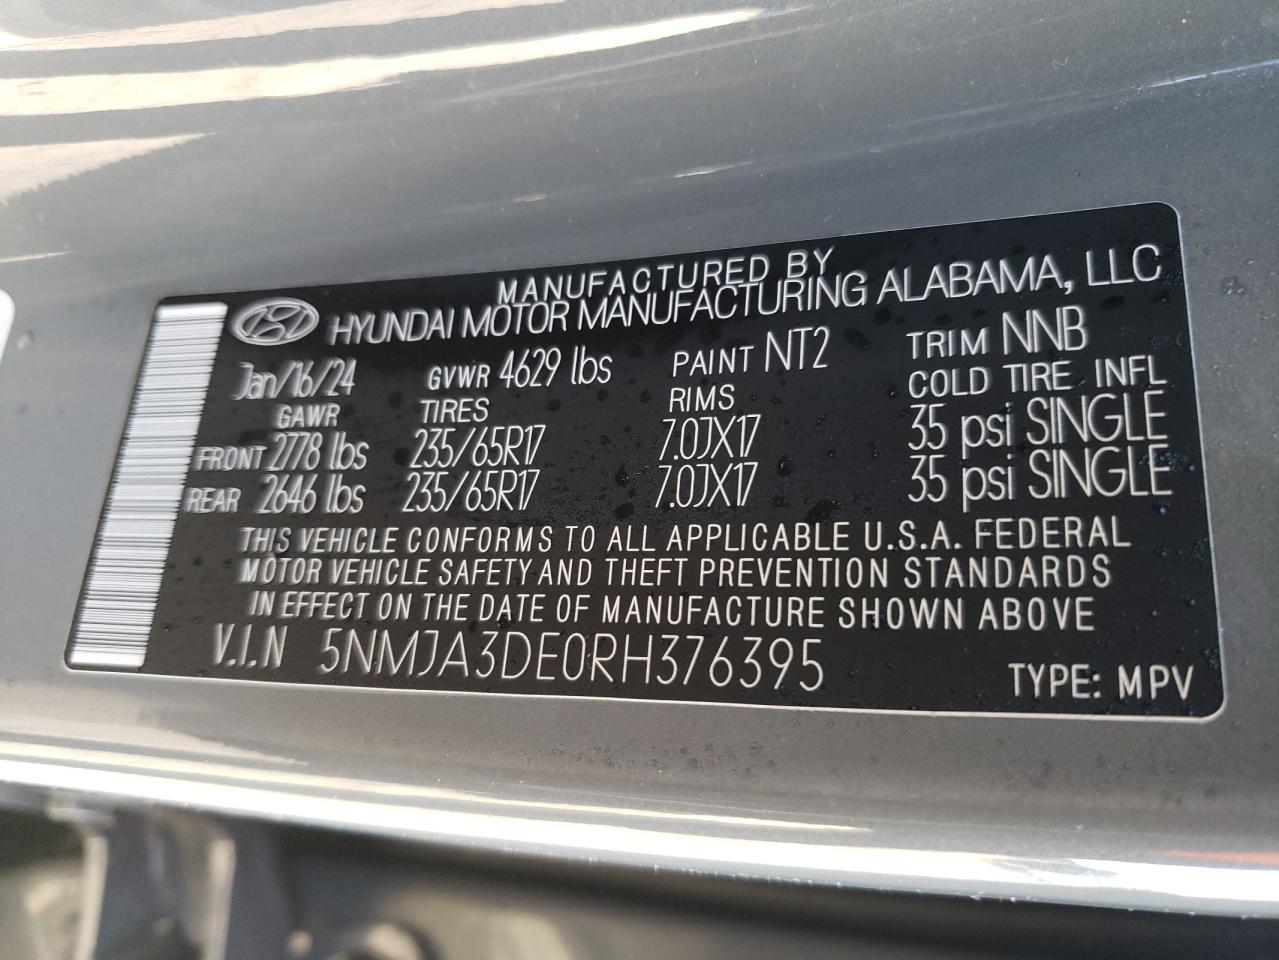 MANUFACTURED BY
HYUNDAI MOTOR MANUFACTURING ALABAMA, LLC
Jan/16/24 GVWR 4629 lbs PAINT NT2 TRIM NNB
GAWR TIRES RIMS COLD TIRE INFL
FRONT 2778 lbs 235/65R17 7.0JX17 35 psi SINGLE
REAR 2646 lbs 235/65R17 7.0JX17 35 psi SINGLE
THIS VEHICLE CONFORMS TO ALL APPLICABLE U.S.A. FEDERAL
MOTOR VEHICLE SAFETY AND THEFT PREVENTION STANDARDS
IN EFFECT ON THE DATE OF MANUFACTURE SHOWN ABOVE
V.I.N 5NMJA3DE0RH376395 TYPE: MPV